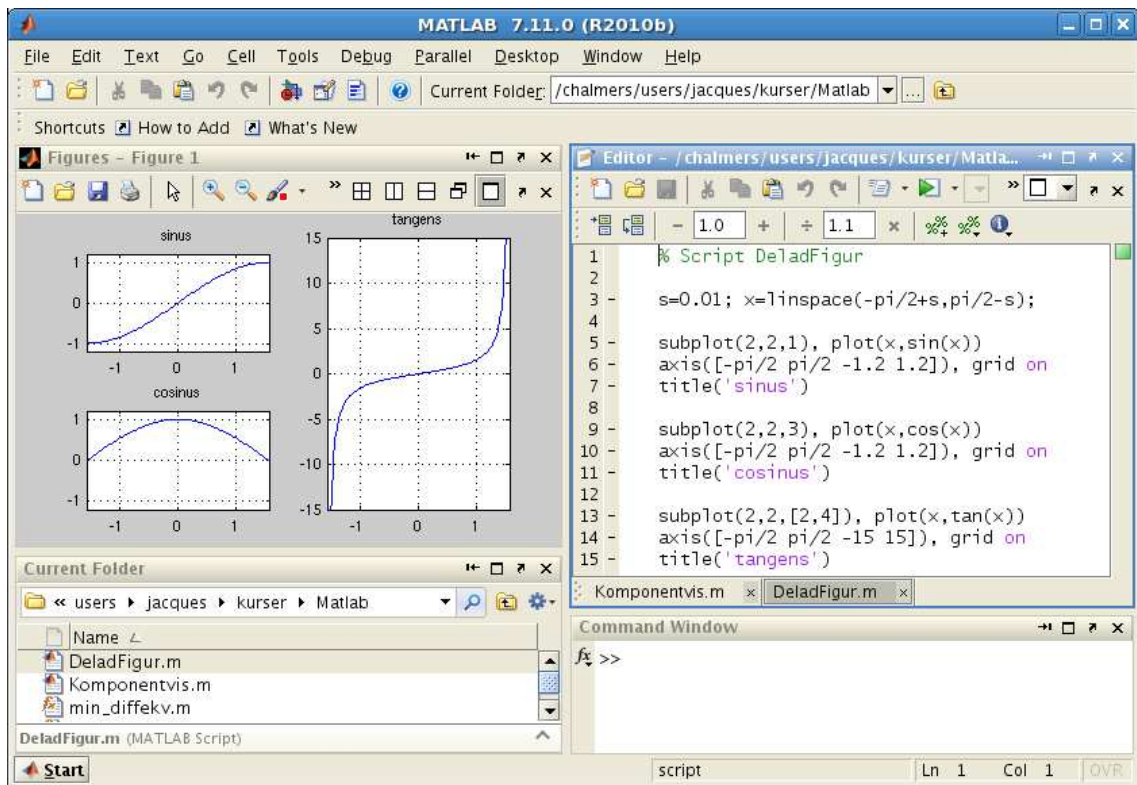 MATLAB 7.11.0 (R2010b)
File Edit Text Go Cell Tools Debug Parallel Desktop Window Help
Current Folder: /chalmers/users/jacques/kurser/Matlab ...
Shortcuts How to Add What's New
Figures - Figure 1
»
sinus
1
0
-1
-1 0 1
cosinus
1
0
-1
-1 0 1
tangens
15
10
5
0
-5
-10
-15
-1 0 1
Editor - /chalmers/users/jacques/kurser/Matla...
»
- 1.0 + ÷ 1.1 ×
1 % Script DeladFigur
2
3 - s=0.01; x=linspace(-pi/2+s,pi/2-s);
4
5 - subplot(2,2,1), plot(x,sin(x))
6 - axis([-pi/2 pi/2 -1.2 1.2]), grid on
7 - title('sinus')
8
9 - subplot(2,2,3), plot(x,cos(x))
10 - axis([-pi/2 pi/2 -1.2 1.2]), grid on
11 - title('cosinus')
12
13 - subplot(2,2,[2,4]), plot(x,tan(x))
14 - axis([-pi/2 pi/2 -15 15]), grid on
15 - title('tangens')
Komponentvis.m × DeladFigur.m ×
Current Folder
« users jacques kurser Matlab
Name
DeladFigur.m
Komponentvis.m
min_diffekv.m
DeladFigur.m (MATLAB Script)
Command Window
fx >>
Start
script Ln 1 Col 1 OVR